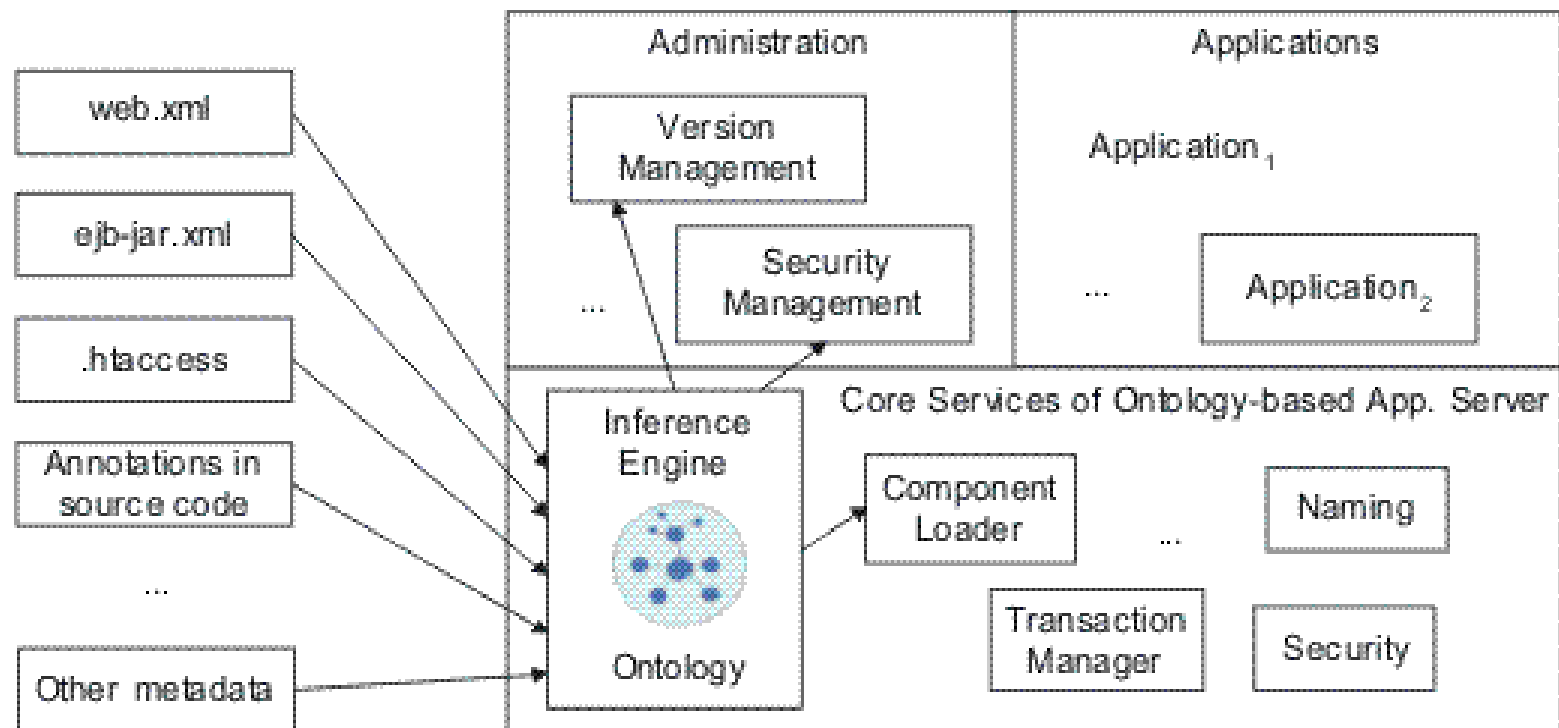 web.xml
ejb-jar.xml
.htaccess
Annotations in
source code
...
Other metadata
Administration
Version
Management
Security
Management
...
Applications
Application1
...
Application2
Core Services of Ontology-based App. Server
Inference
Engine
Ontology
Component
Loader
...
Naming
Transaction
Manager
Security